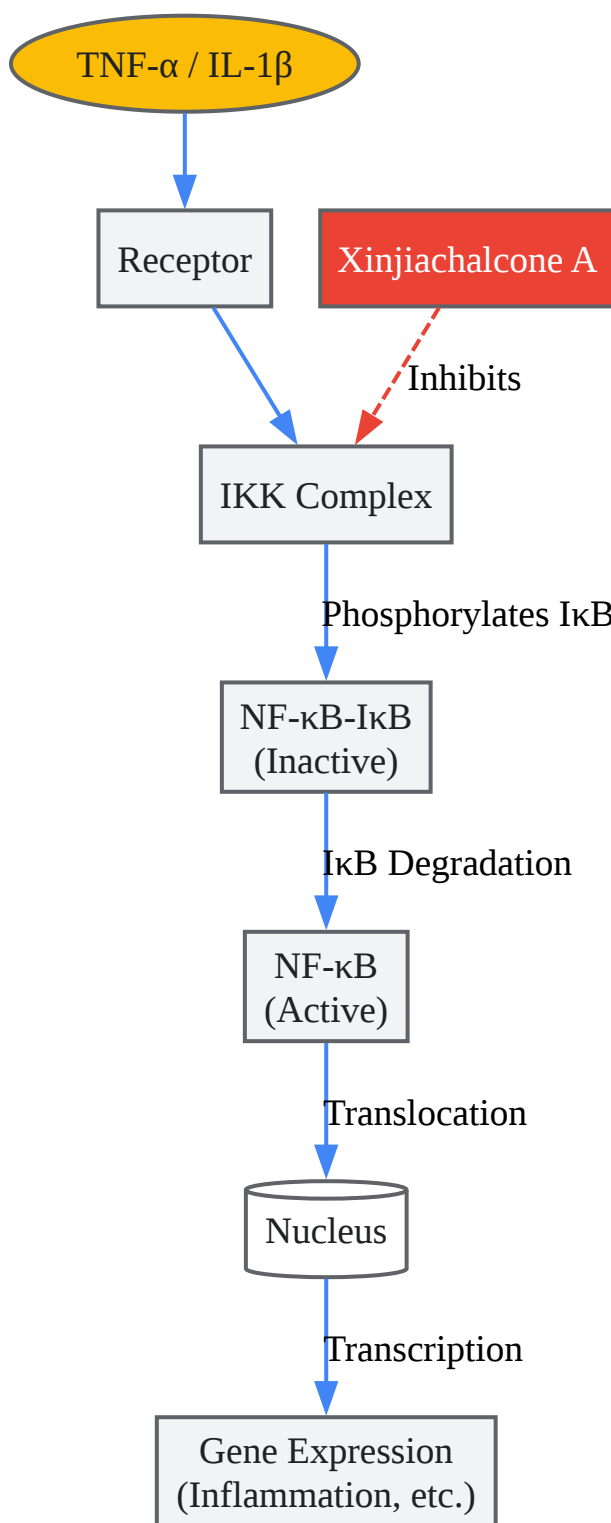 TNF-α / IL-1β
Receptor
Xinjiachalcone A
Inhibits
IKK Complex
Phosphorylates IκB
NF-κB-IκB
(Inactive)
IκB Degradation
NF-κB
(Active)
Translocation
Nucleus
Transcription
Gene Expression
(Inflammation, etc.)